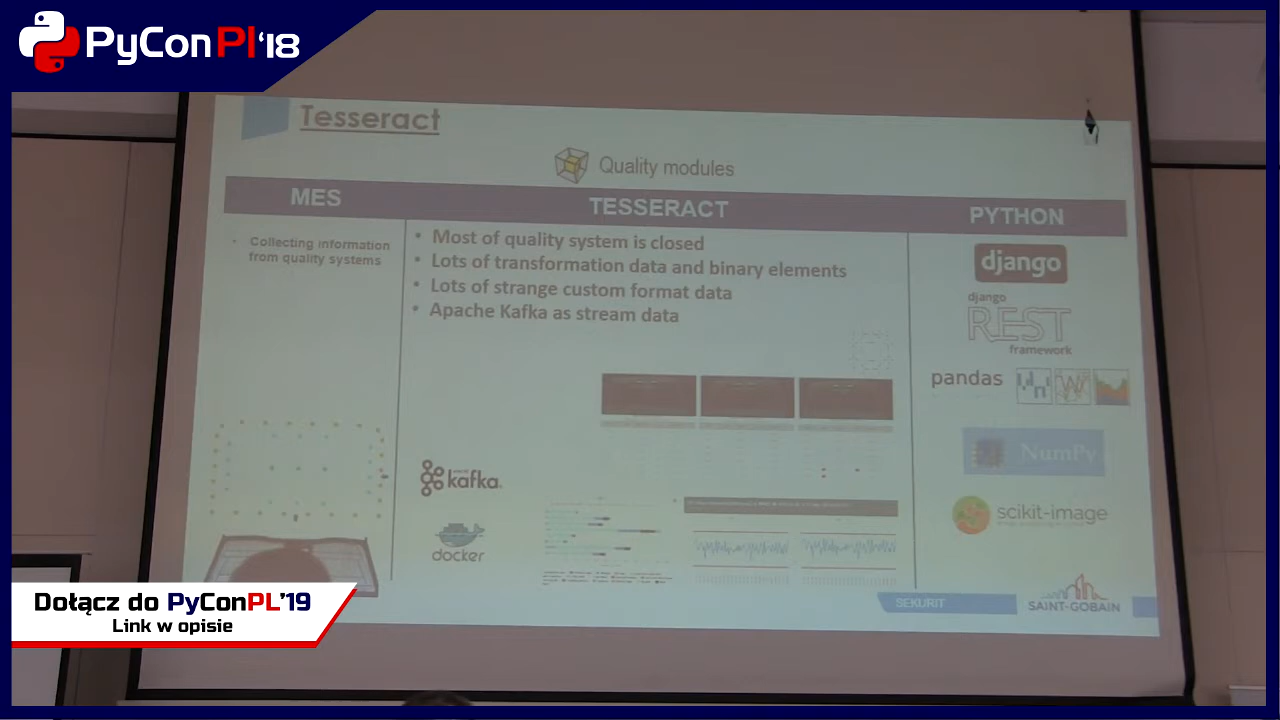 PyConPl'18
Tesseract
Quality modules
MES
TESSERACT
PYTHON
• Collecting information
from quality systems
• Most of quality system is closed
• Lots of transformation data and binary elements
• Lots of strange custom format data
• Apache Kafka as stream data
django
django
REST
framework
pandas
NumPy
scikit-image
kafka
docker
SEKURIT
SAINT-GOBAIN
Dołącz do PyConPL'19
Link w opisie